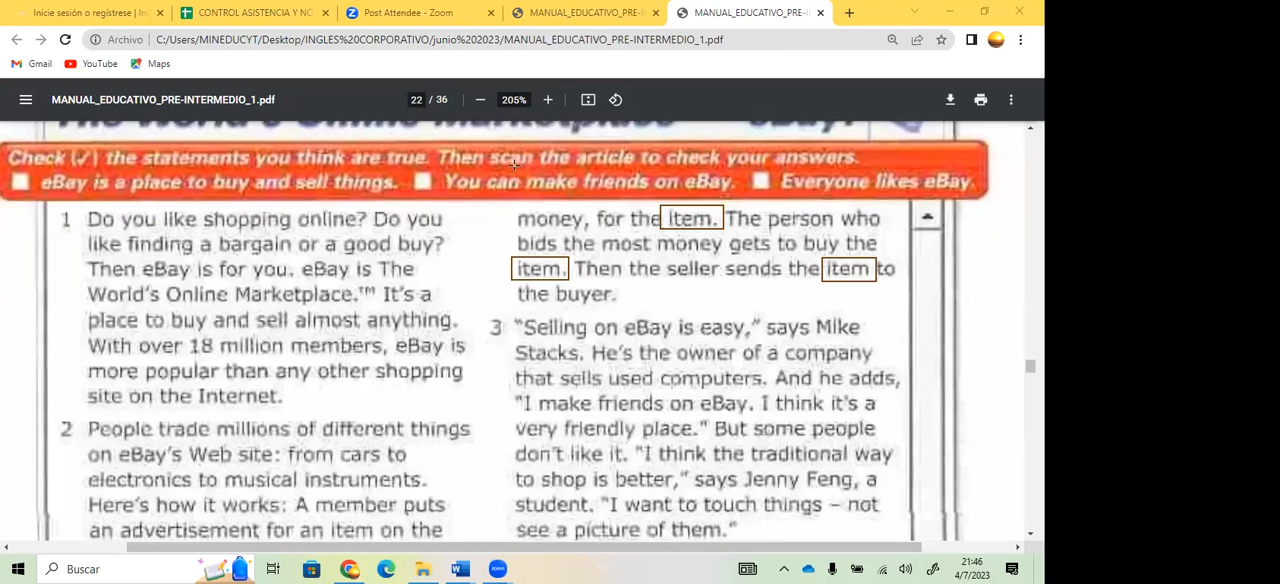 Inicie sesión o regístrese | Ini
CONTROL ASISTENCIA Y NOT
Post Attendee - Zoom
MANUAL_EDUCATIVO_PRE-I
MANUAL_EDUCATIVO_PRE-I
Archivo
C:/Users/MINEDUCYT/Desktop/INGLES%20CORPORATIVO/junio%202023/MANUAL_EDUCATIVO_PRE-INTERMEDIO_1.pdf
Gmail YouTube Maps
MANUAL_EDUCATIVO_PRE-INTERMEDIO_1.pdf
22 / 36
205%
The World's Online Marketplace eBay!
Check (✓) the statements you think are true. Then scan the article to check your answers.
eBay is a place to buy and sell things. You can make friends on eBay. Everyone likes eBay.
1 Do you like shopping online? Do you
like finding a bargain or a good buy?
Then eBay is for you. eBay is The
World's Online Marketplace.™ It's a
place to buy and sell almost anything.
With over 18 million members, eBay is
more popular than any other shopping
site on the Internet.
2 People trade millions of different things
on eBay's Web site: from cars to
electronics to musical instruments.
Here's how it works: A member puts
an advertisement for an item on the
money, for the item. The person who
bids the most money gets to buy the
item. Then the seller sends the item to
the buyer.
3 "Selling on eBay is easy," says Mike
Stacks. He's the owner of a company
that sells used computers. And he adds,
"I make friends on eBay. I think it's a
very friendly place." But some people
don't like it. "I think the traditional way
to shop is better," says Jenny Feng, a
student. "I want to touch things – not
see a picture of them."
Buscar
zoom
21:46
4/7/2023